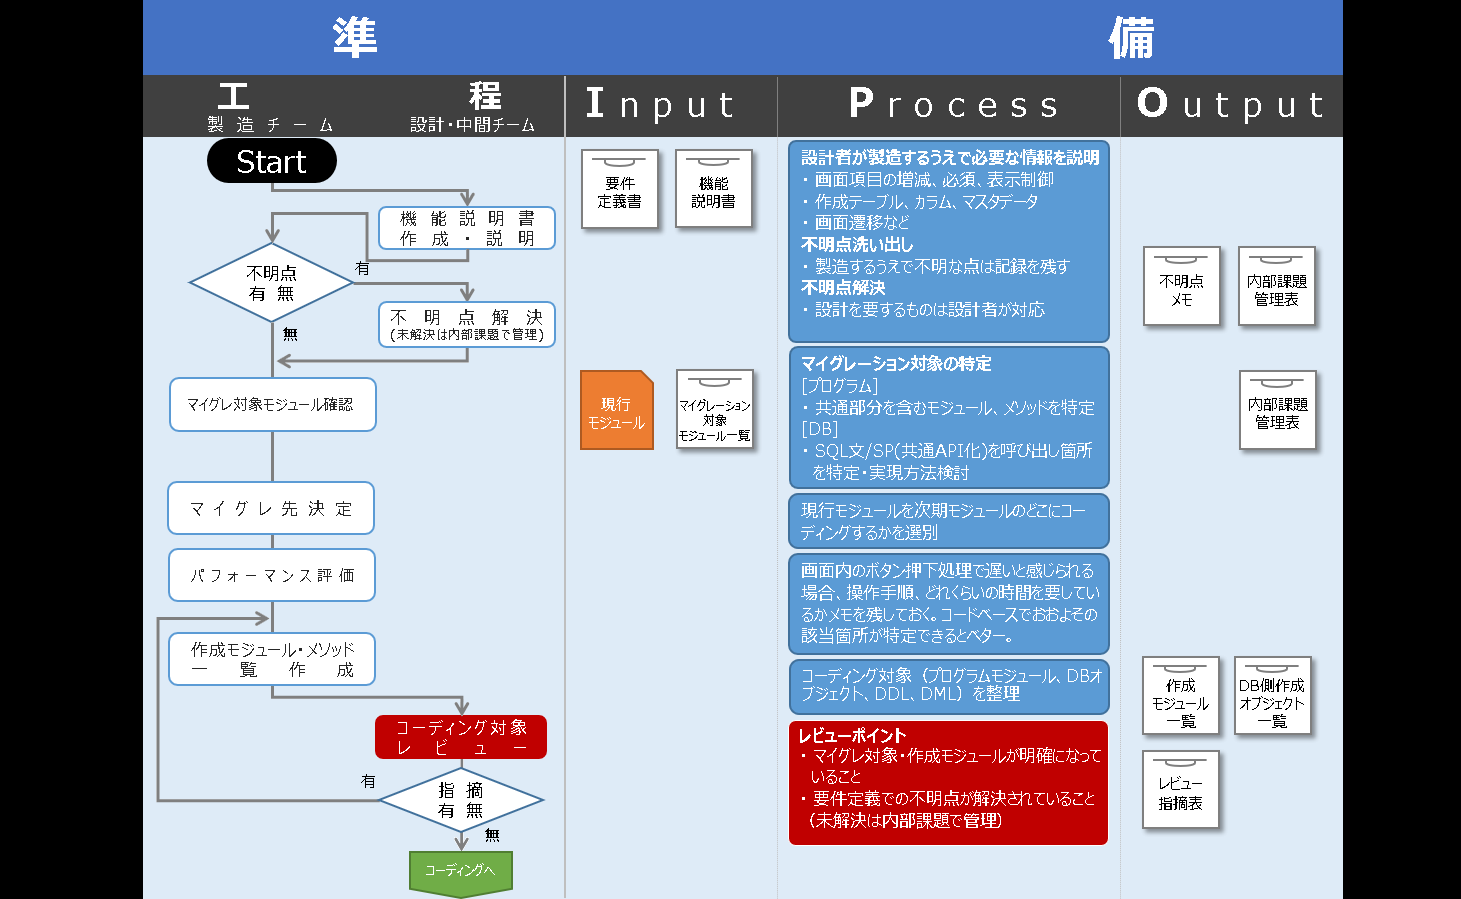 準 備
工 程
製造チーム 設計・中間チーム
Input
Process
Output
Start
機能説明書
作成・説明
不明点
有無
有
無
不明点解決
(未解決は内部課題で管理)
マイグレ対象モジュール確認
マイグレ先決定
パフォーマンス評価
作成モジュール・メソッド
一覧作成
コーディング対象
レビュー
指摘
有無
有
無
コーディングへ
要件
定義書
機能
説明書
現行
モジュール
マイグレーション
対象
モジュール一覧
設計者が製造するうえで必要な情報を説明
・画面項目の増減、必須、表示制御
・作成テーブル、カラム、マスタデータ
・画面遷移など
不明点洗い出し
・製造するうえで不明な点は記録を残す
不明点解決
・設計を要するものは設計者が対応
マイグレーション対象の特定
[プログラム]
・共通部分を含むモジュール、メソッドを特定
[DB]
・SQL文/SP(共通API化)を呼び出し箇所
を特定・実現方法検討
現行モジュールを次期モジュールのどこにコー
ディングするかを選別
画面内のボタン押下処理で遅いと感じられる
場合、操作手順、どれくらいの時間を要してい
るかメモを残しておく。コードベースでおおよその
該当箇所が特定できるとベター。
コーディング対象（プログラムモジュール、DBオ
ブジェクト、DDL、DML）を整理
レビューポイント
・マイグレ対象・作成モジュールが明確になって
いること
・要件定義での不明点が解決されていること
（未解決は内部課題で管理）
不明点
メモ
内部課題
管理表
内部課題
管理表
作成
モジュール
一覧
DB側作成
オブジェクト
一覧
レビュー
指摘表